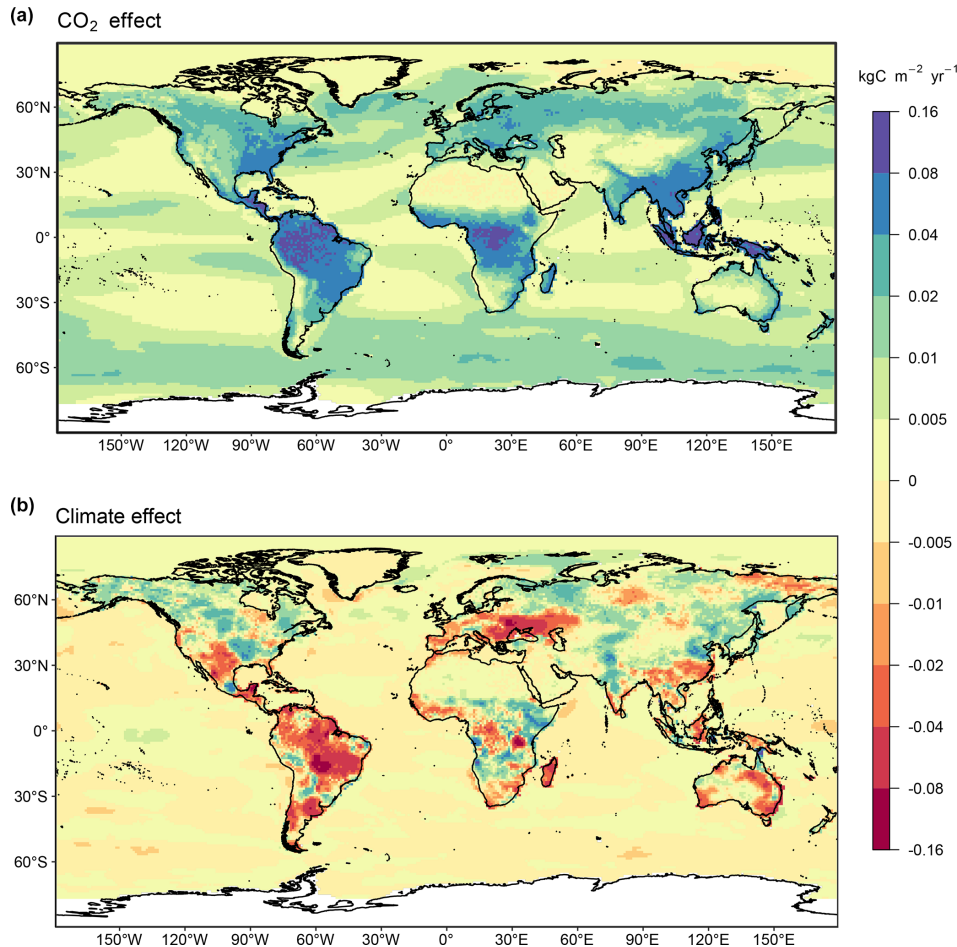 (a)
CO₂ effect
60°N
30°N
0°
30°S
60°S
150°W 120°W 90°W 60°W 30°W 0° 30°E 60°E 90°E 120°E 150°E
(b)
Climate effect
60°N
30°N
0°
30°S
60°S
150°W 120°W 90°W 60°W 30°W 0° 30°E 60°E 90°E 120°E 150°E
kgC m⁻² yr⁻¹
0.16
0.08
0.04
0.02
0.01
0.005
0
-0.005
-0.01
-0.02
-0.04
-0.08
-0.16